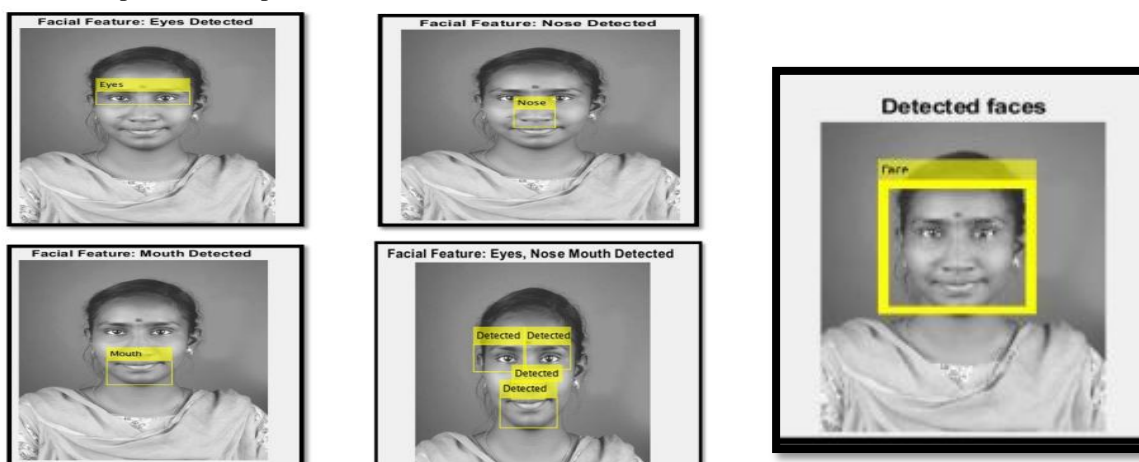 Facial Feature: Eyes Detected
Eyes
Facial Feature: Nose Detected
Nose
Facial Feature: Mouth Detected
Mouth
Facial Feature: Eyes, Nose Mouth Detected
Detected Detected
Detected
Detected
Detected faces
Face